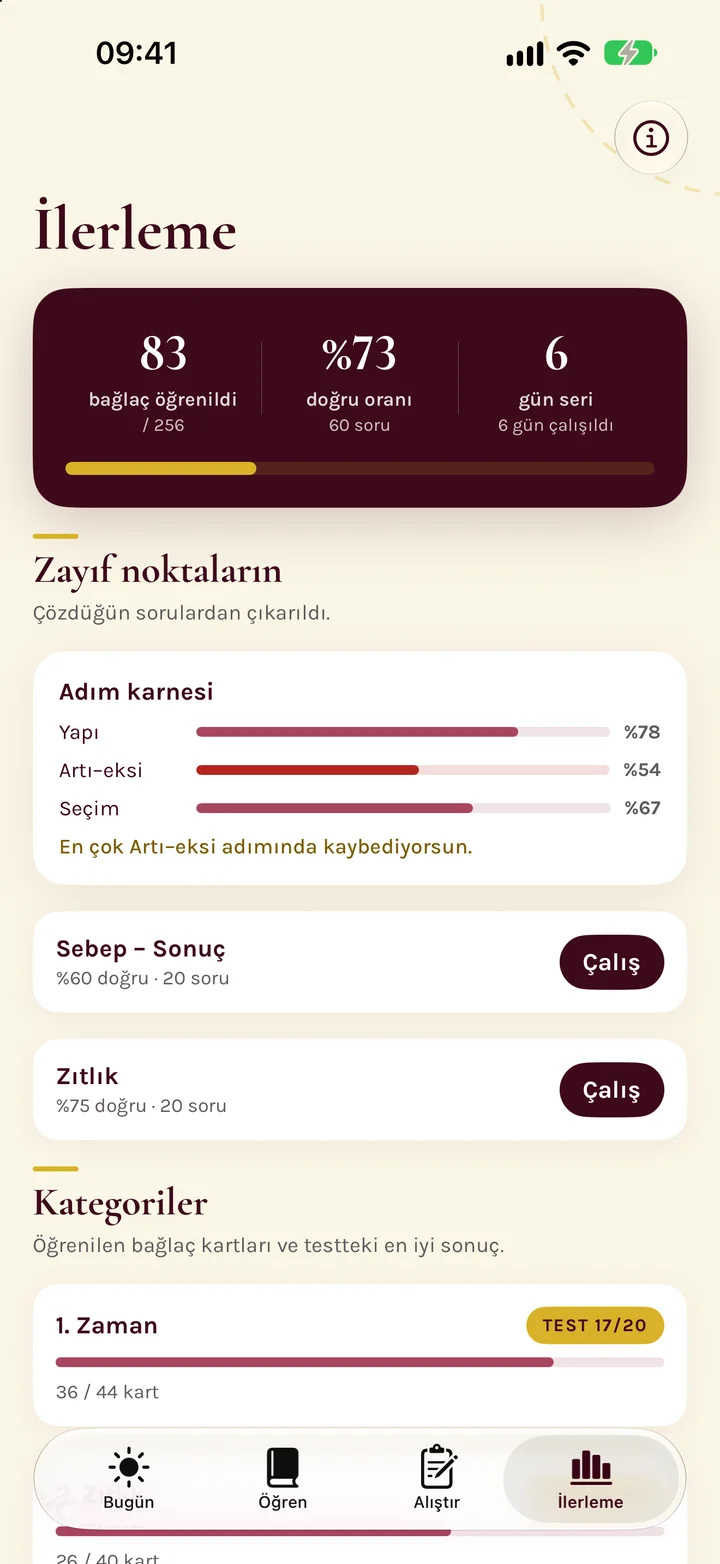 09:41
İlerleme
83
bağlaç öğrenildi
/ 256
%73
doğru oranı
60 soru
6
gün seri
6 gün çalışıldı
Zayıf noktaların
Çözdüğün sorulardan çıkarıldı.
Adım karnesi
Yapı %78
Artı–eksi %54
Seçim %67
En çok Artı–eksi adımında kaybediyorsun.
Sebep – Sonuç
%60 doğru · 20 soru
Çalış
Zıtlık
%75 doğru · 20 soru
Çalış
Kategoriler
Öğrenilen bağlaç kartları ve testteki en iyi sonuç.
1. Zaman
TEST 17/20
36 / 44 kart
Bugün
Öğren
Alıştır
İlerleme
26 / 40 kart